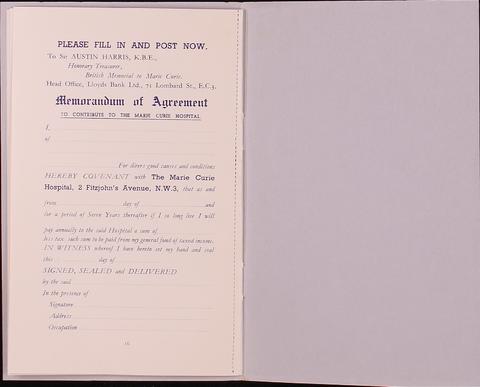 PLEASE FILL IN AND POST NOW.
To Sir AUSTIN HARRIS, K.B.E.,
Honorary Treasurer,
British Memorial to Marie Curie.
Head Office, Lloyds Bank Ltd., 71 Lombard St., E.C.3.
Memorandum of Agreement
TO CONTRIBUTE TO THE MARIE CURIE HOSPITAL
I,
of
For divers good causes and conditions
HEREBY COVENANT with The Marie Curie
Hospital, 2 Fitzjohn's Avenue, N.W.3, that as and
from day of and
for a period of Seven Years thereafter if I so long live I will
pay annually to the said Hospital a sum of
less tax such sum to be paid from my general fund of taxed income.
IN WITNESS whereof I have hereto set my hand and seal
this day of
SIGNED, SEALED and DELIVERED
by the said
In the presence of
Signature
Address
Occupation
16